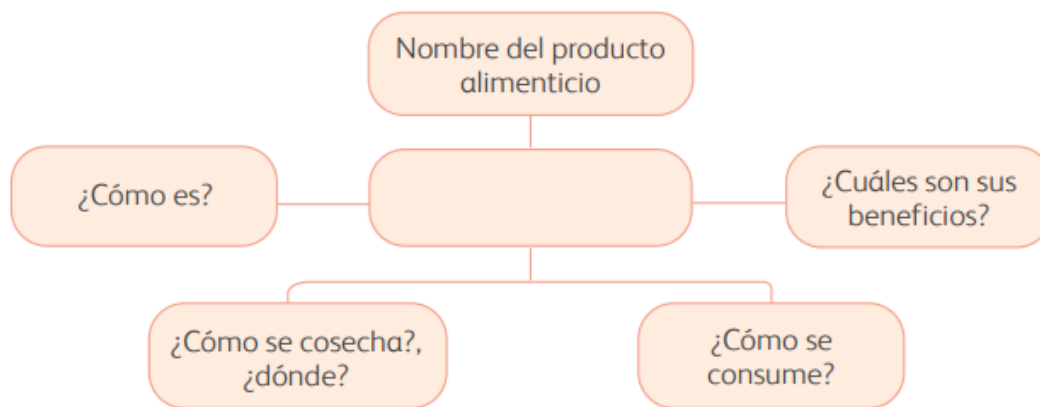 Nombre del producto
alimenticio
¿Cómo es?
¿Cuáles son sus
beneficios?
¿Cómo se cosecha?,
¿dónde?
¿Cómo se
consume?